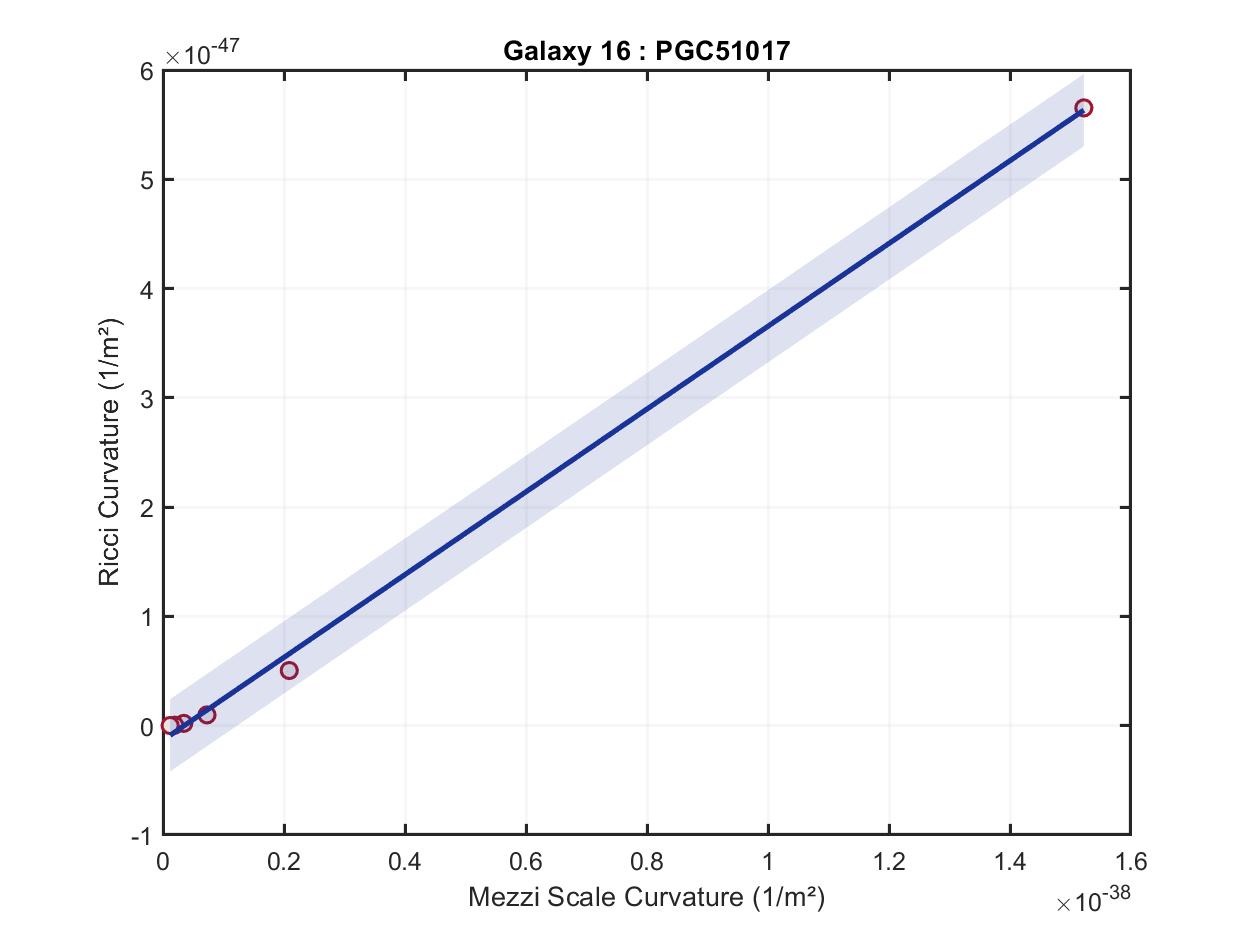 Galaxy 16 : PGC51017
×10⁻⁴⁷
6
5
4
3
2
1
0
-1
Ricci Curvature (1/m²)
0 0.2 0.4 0.6 0.8 1 1.2 1.4 1.6
Mezzi Scale Curvature (1/m²)
×10⁻³⁸